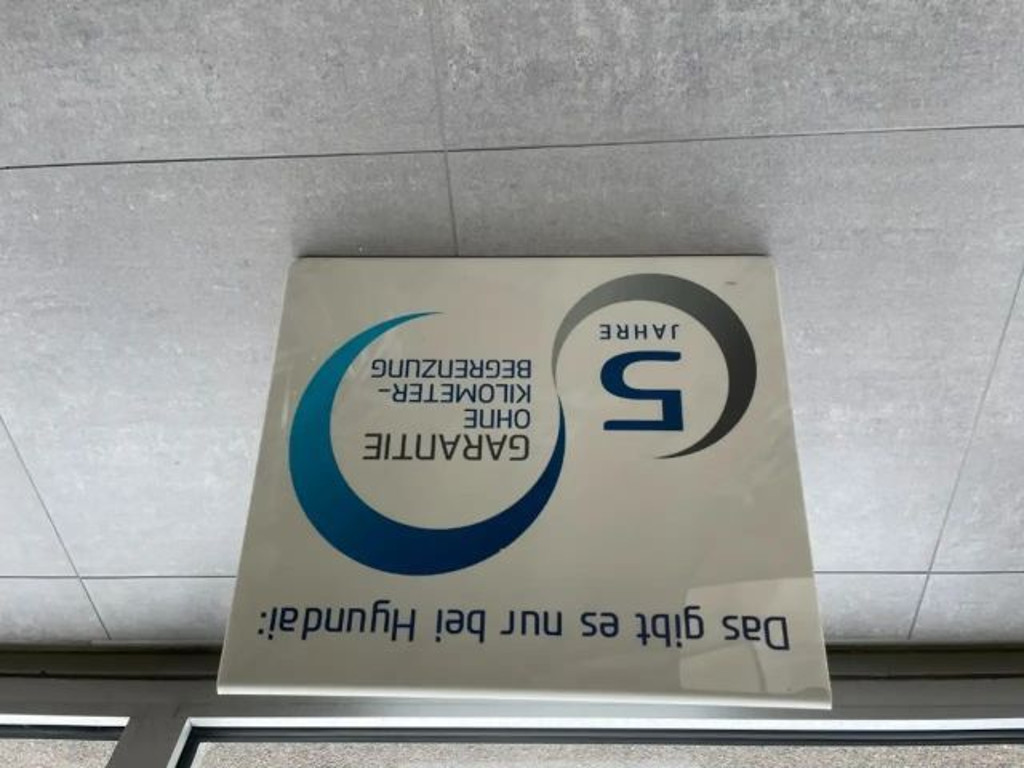 Das gibt es nur bei Hyundai:
5
JAHRE
GARANTIE
OHNE
KILOMETER-
BEGRENZUNG